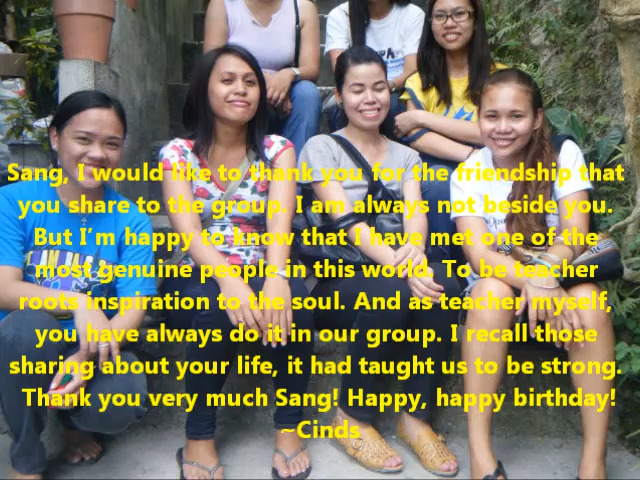 Sang, I would like to thank you for the friendship that
you share to the group. I am always not beside you.
But I'm happy to know that I have met one of the
most genuine people in this world. To be teacher
roots inspiration to the soul. And as teacher myself,
you have always do it in our group. I recall those
sharing about your life, it had taught us to be strong.
Thank you very much Sang! Happy, happy birthday!
~Cinds